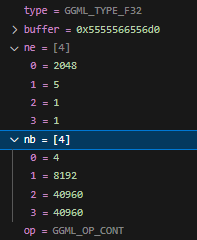 type = GGML_TYPE_F32
buffer = 0x5555566556d0
ne = [4]
0 = 2048
1 = 5
2 = 1
3 = 1
nb = [4]
0 = 4
1 = 8192
2 = 40960
3 = 40960
op = GGML_OP_CONT